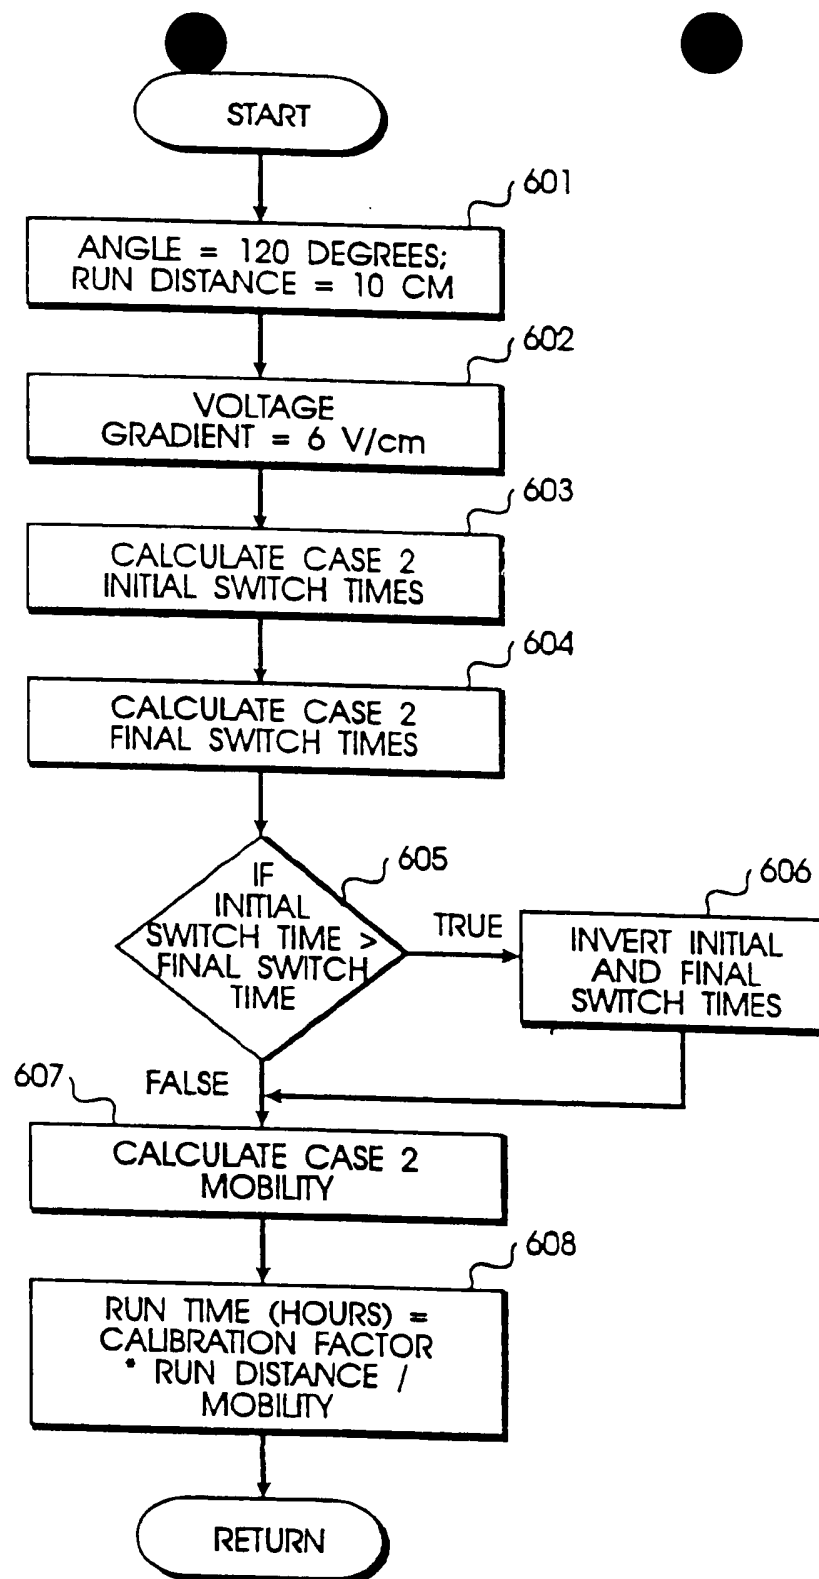 START
601
ANGLE = 120 DEGREES;
RUN DISTANCE = 10 CM
602
VOLTAGE
GRADIENT = 6 V/cm
603
CALCULATE CASE 2
INITIAL SWITCH TIMES
604
CALCULATE CASE 2
FINAL SWITCH TIMES
605
IF
INITIAL
SWITCH TIME >
FINAL SWITCH
TIME
TRUE
606
INVERT INITIAL
AND FINAL
SWITCH TIMES
FALSE
607
CALCULATE CASE 2
MOBILITY
608
RUN TIME (HOURS) =
CALIBRATION FACTOR
* RUN DISTANCE /
MOBILITY
RETURN